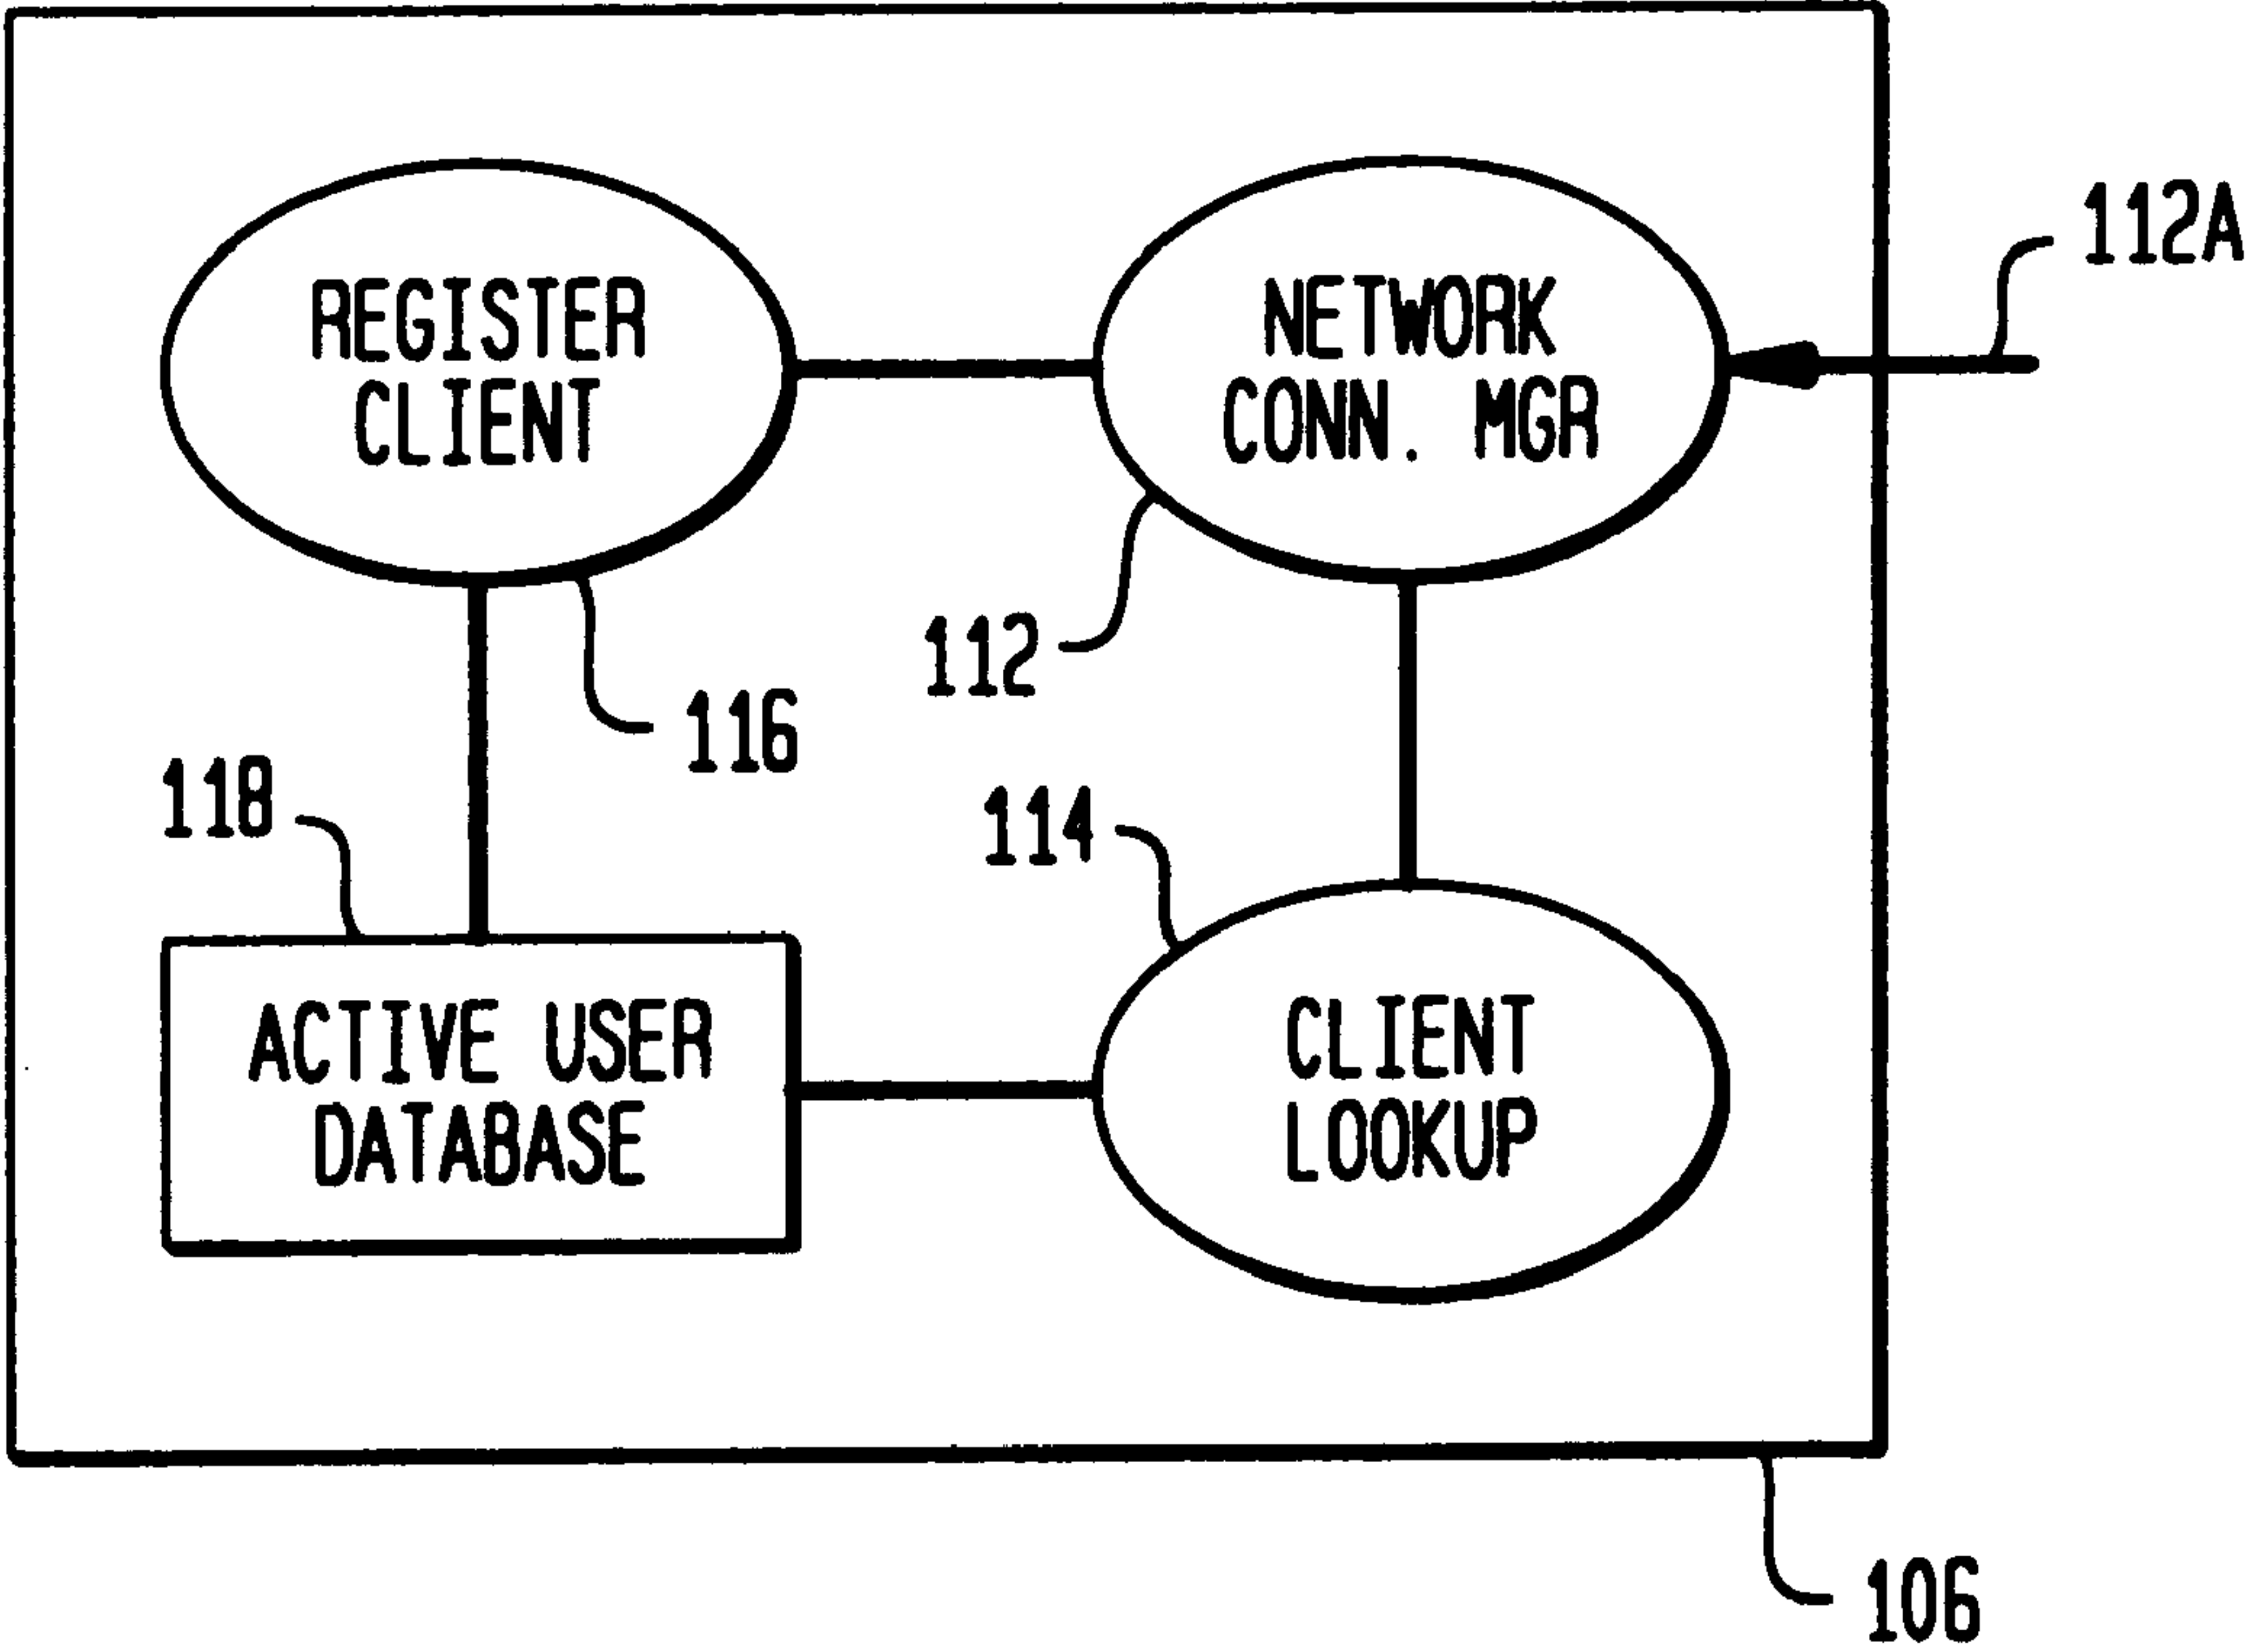 112A
REGISTER
CLIENT
NETWORK
CONN. MGR
112
116
118
114
ACTIVE USER
DATABASE
CLIENT
LOOKUP
106